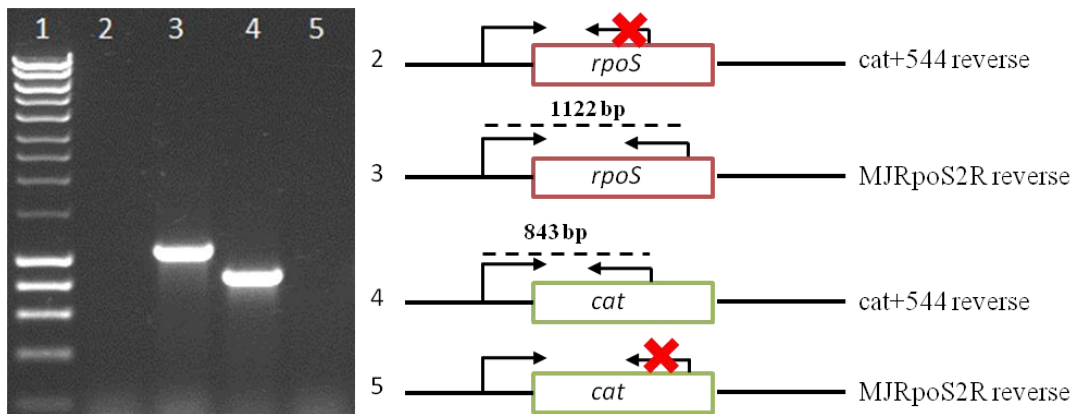 1 2 3 4 5
2 rpoS cat+544 reverse
1122 bp
3 rpoS MJRpoS2R reverse
843 bp
4 cat cat+544 reverse
5 cat MJRpoS2R reverse